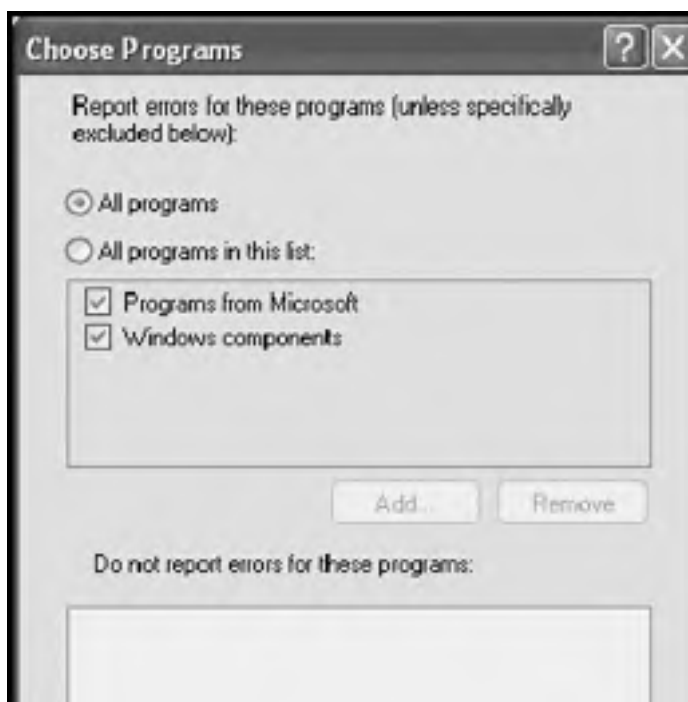 Choose Programs
Report errors for these programs (unless specifically
excluded below):
All programs
All programs in this list:
Programs from Microsoft
Windows components
Add...
Remove
Do not report errors for these programs: